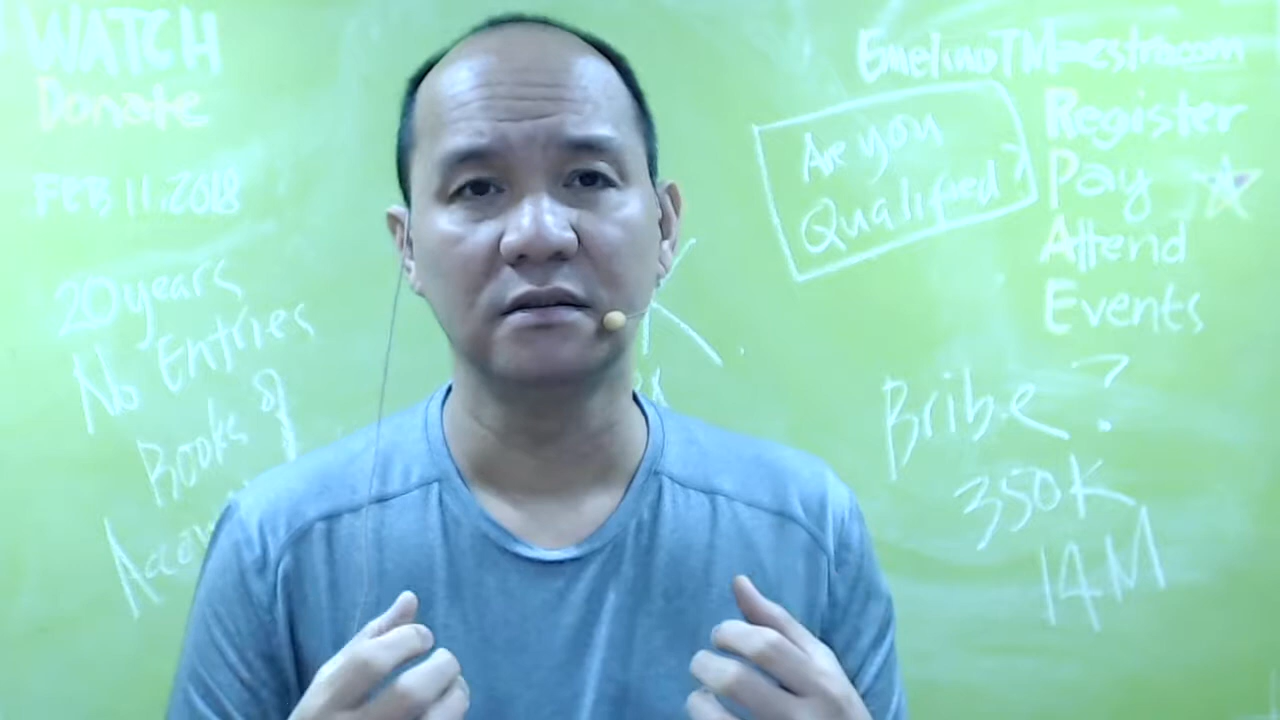 WATCH
Donate
FEB 11, 2018
20 years
No Entries
Books of
EmelinoTMaestro.com
Are you
Qualified?
Register
Pay
Attend
Events
Bribe?
350K
14M